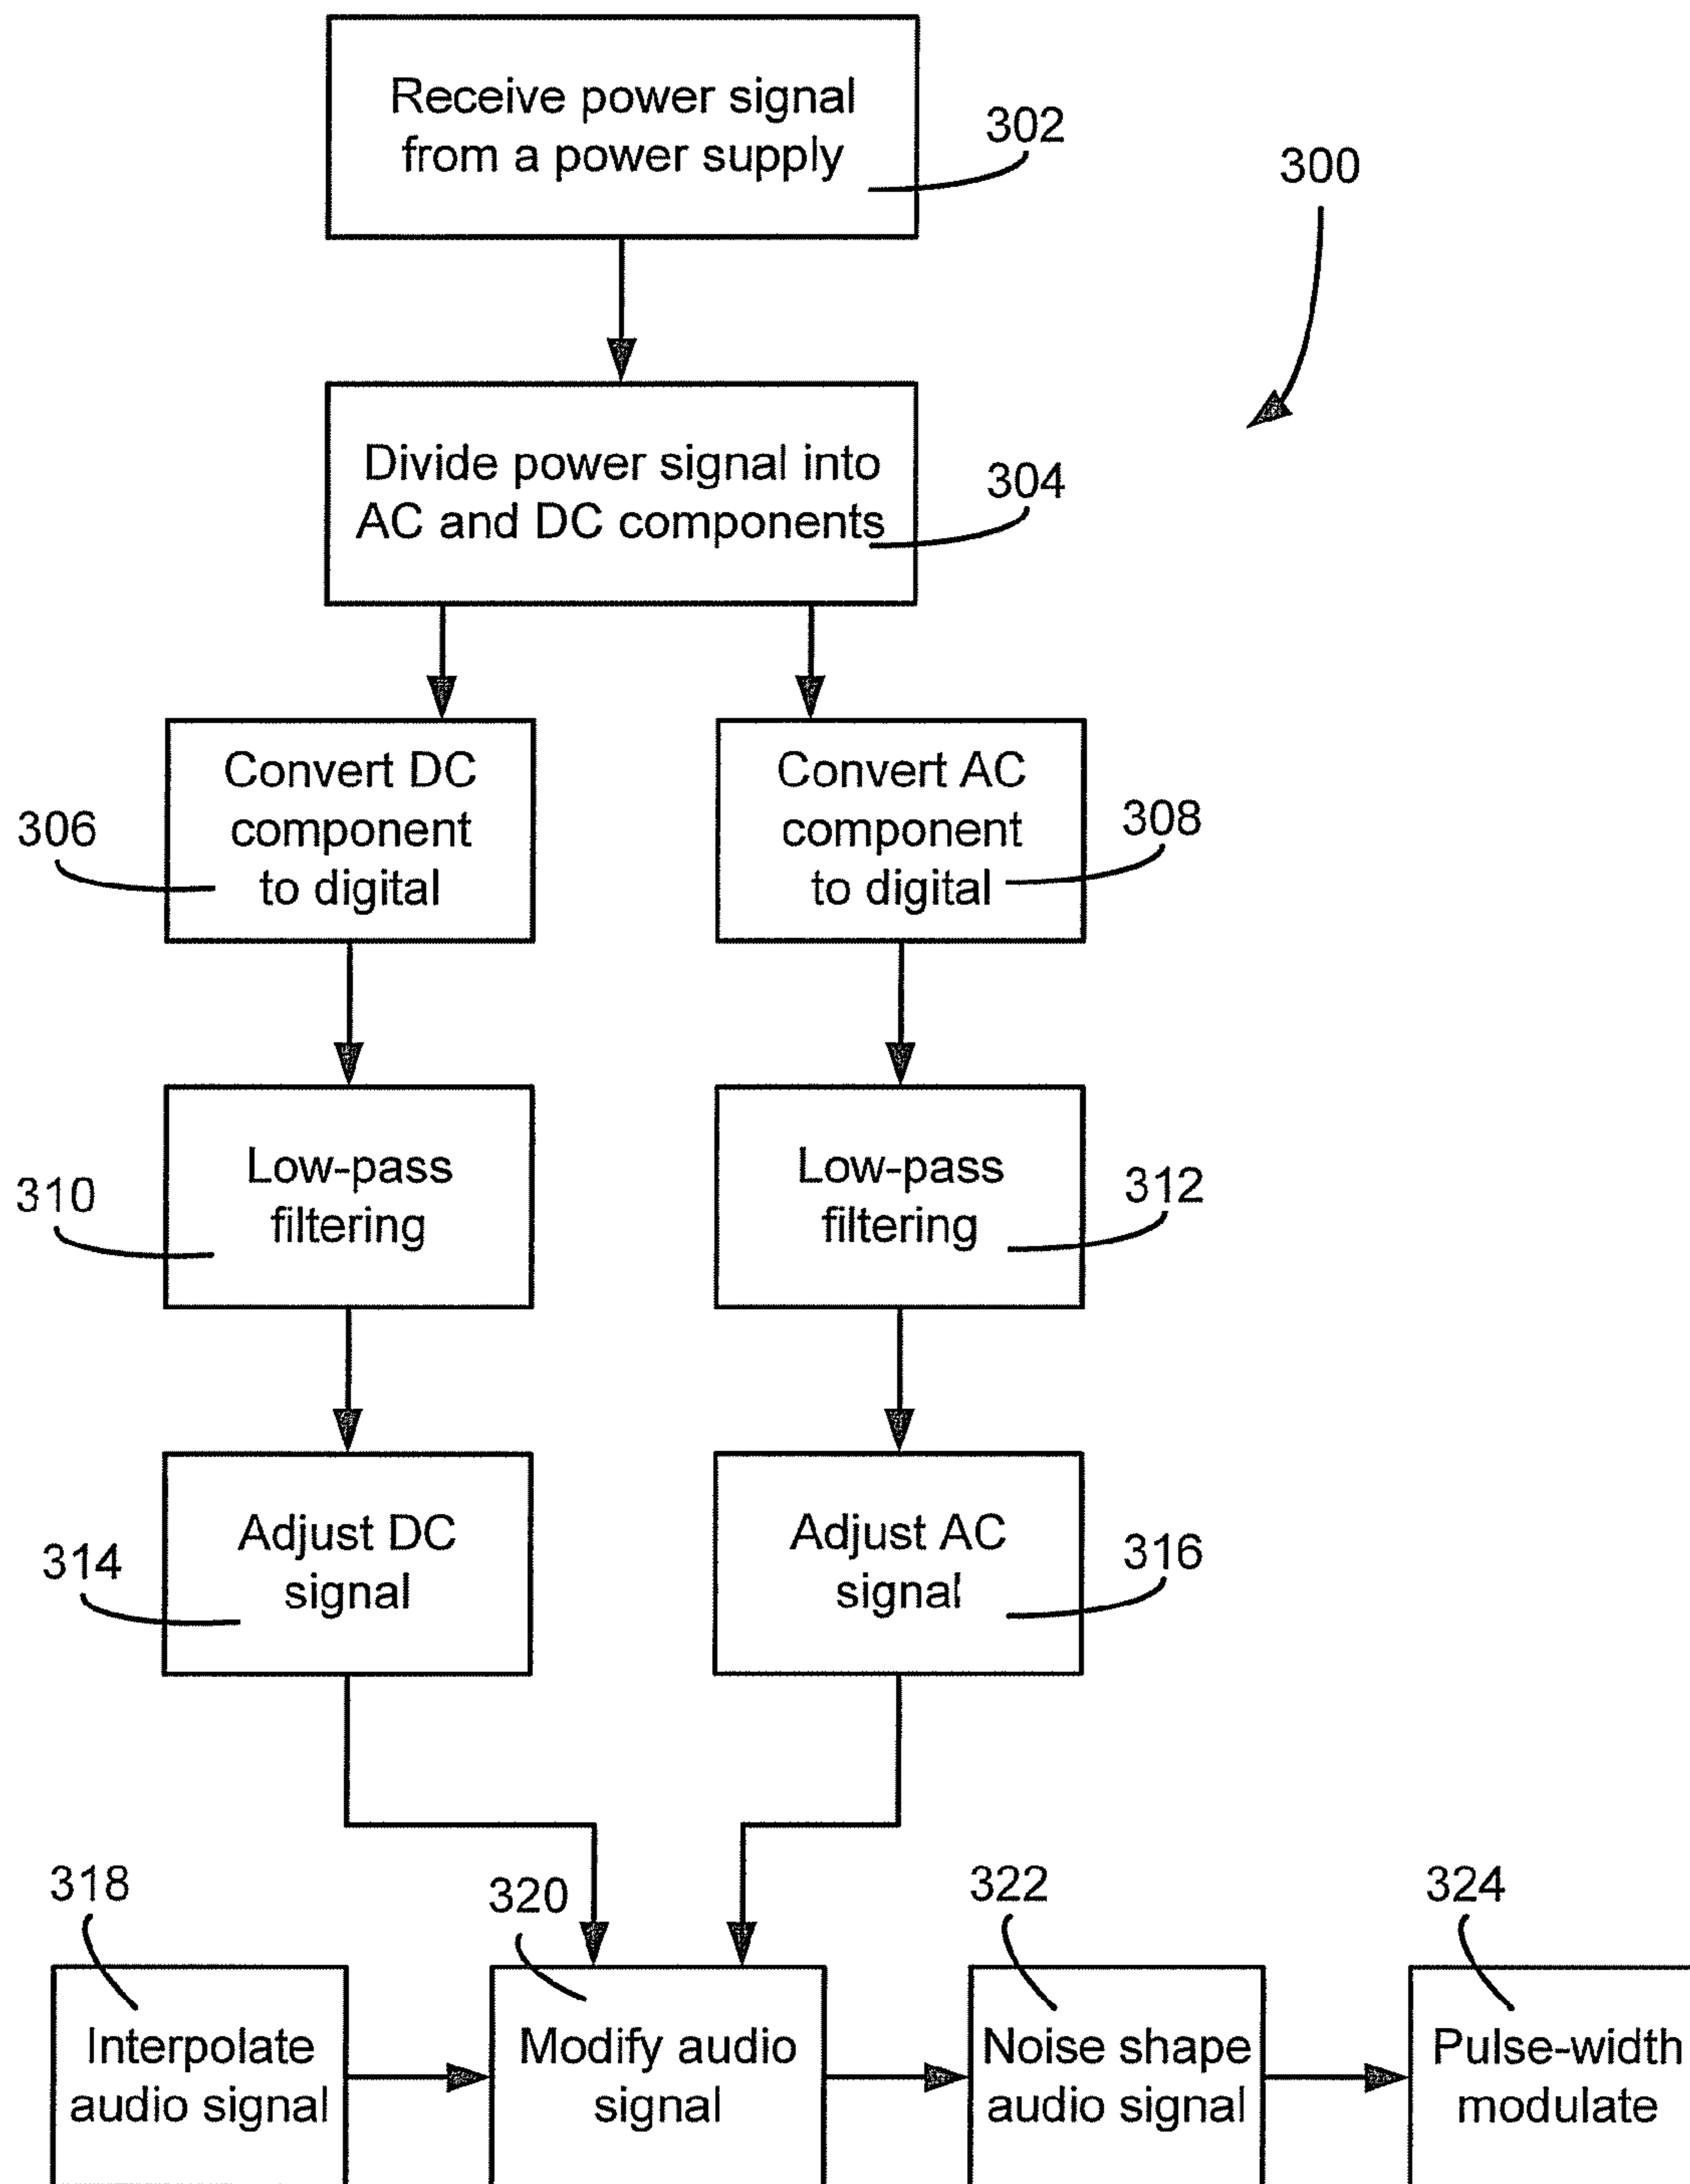 Receive power signal
from a power supply
302
300
Divide power signal into
AC and DC components
304
Convert DC
component
to digital
306
Convert AC
component
to digital
308
Low-pass
filtering
310
Low-pass
filtering
312
Adjust DC
signal
314
Adjust AC
signal
316
318
Interpolate
audio signal
320
Modify audio
signal
322
Noise shape
audio signal
324
Pulse-width
modulate